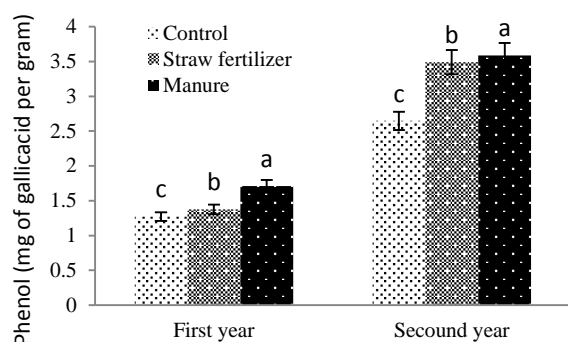 Phenol (mg of gallicacid per gram)
4
3.5
3
2.5
2
1.5
1
0.5
0
Control
Straw fertilizer
Manure
c b a
c b a
First year Secound year